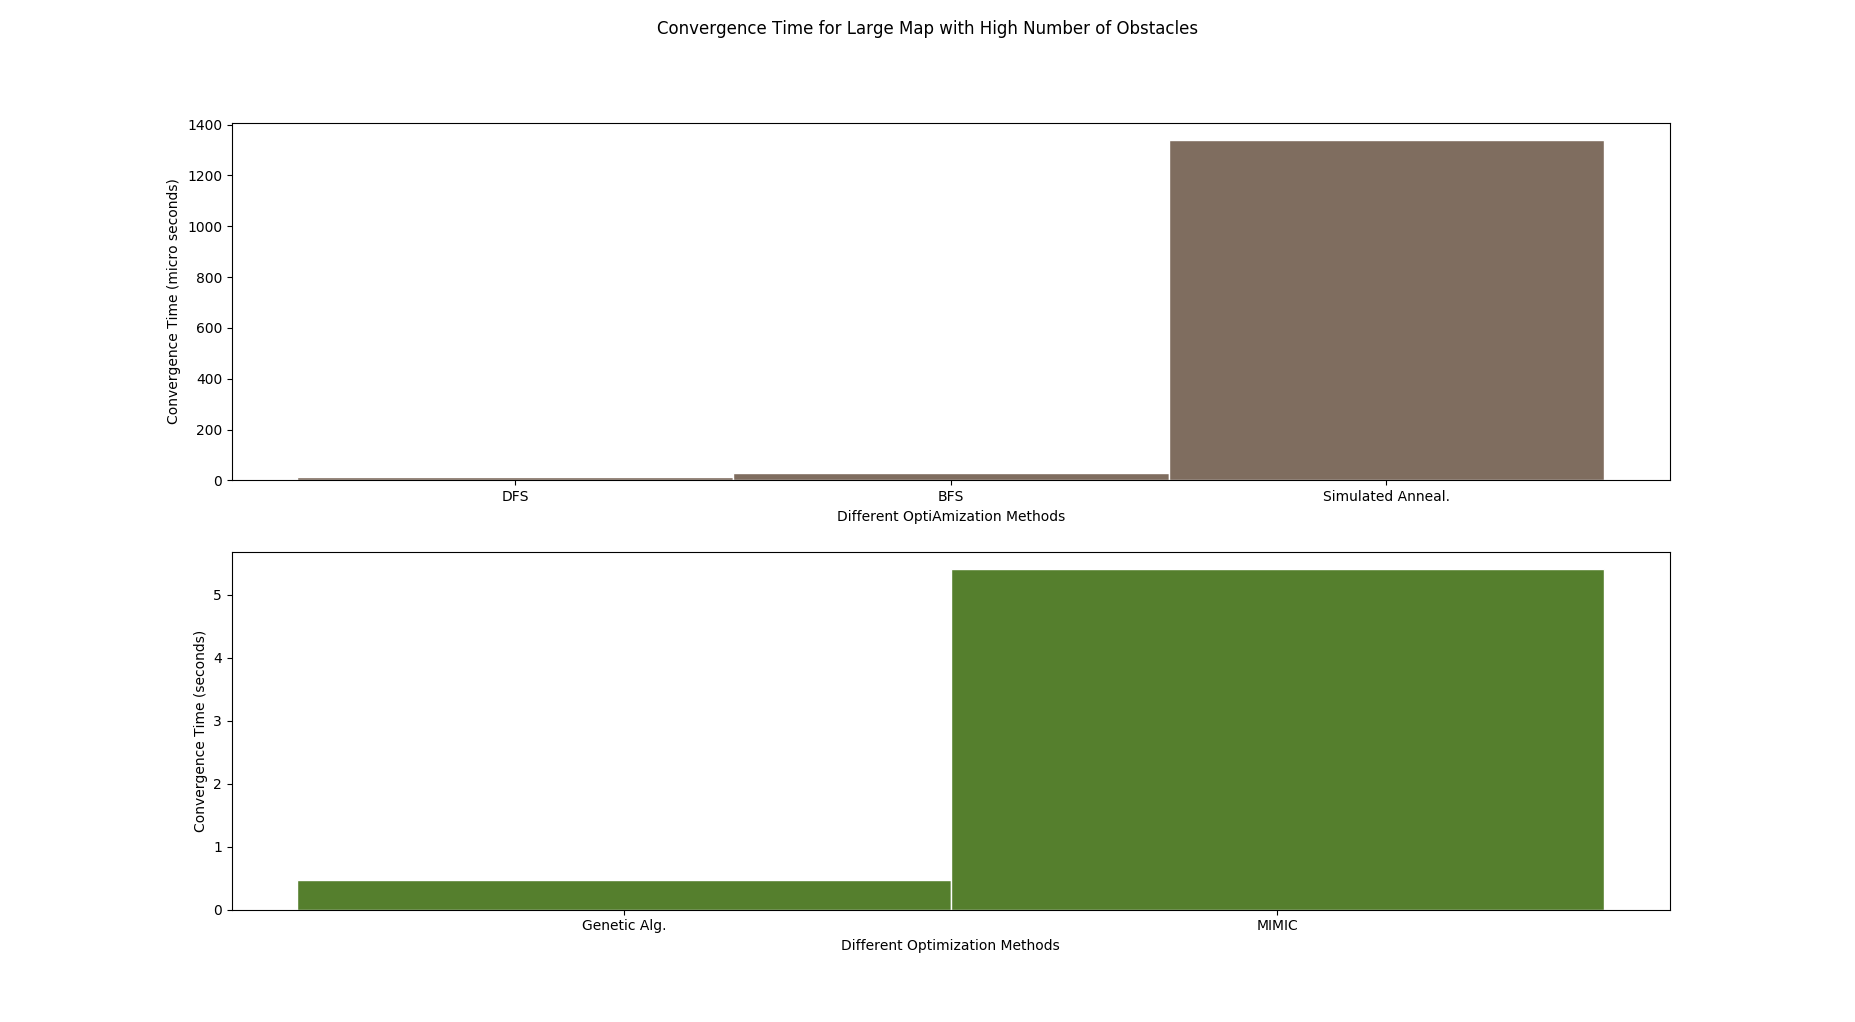 Convergence Time for Large Map with High Number of Obstacles
1400
1200
1000
800
600
400
200
0
Convergence Time (micro seconds)
DFS BFS Simulated Anneal.
Different OptiAmization Methods
5
4
3
2
1
0
Convergence Time (seconds)
Genetic Alg. MIMIC
Different Optimization Methods